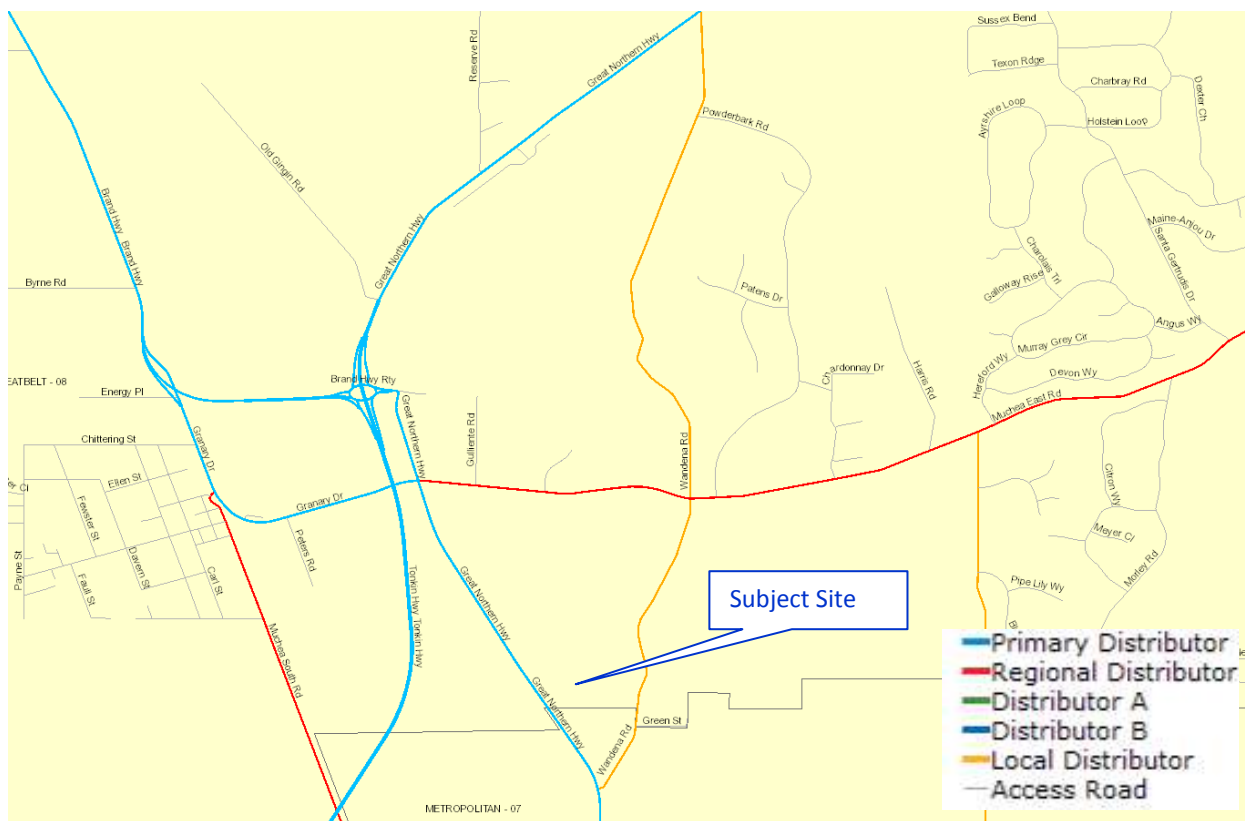 Sussex Bend
Texon Rdge
Charbray Rd
Dexter Ch
Ayrshire Loop
Holstein Loop
Reserve Rd
Great Northern Hwy
Powderbark Rd
Old Gingin Rd
Brand Hwy
Brand Hwy
Great Northern Hwy
Maine-Anjou Dr
Santa Gertrudis Dr
Charolais Trl
Galloway Rise
Byrne Rd
Patens Dr
Angus Wy
Murray Grey Cir
Hereford Wy
Devon Wy
Chardonnay Dr
Harris Rd
Muchea East Rd
EATBELT - 08
Energy Pl
Brand Hwy Rty
Great Northern Hwy
Gulliente Rd
Wandena Rd
Chittering St
Granary Dr
Ellen St
Fewster St
Granary Dr
Peters Rd
Davern St
Carl St
Payne St
Faull St
Citron Wy
Meyer Cl
Morley Rd
Pipe Lily Wy
Muchea South Rd
Tonkin Hwy
Tonkin Hwy
Great Northern Hwy
Subject Site
Great Northern Hwy
Wandena Rd
Green St
METROPOLITAN - 07
Primary Distributor
Regional Distributor
Distributor A
Distributor B
Local Distributor
Access Road